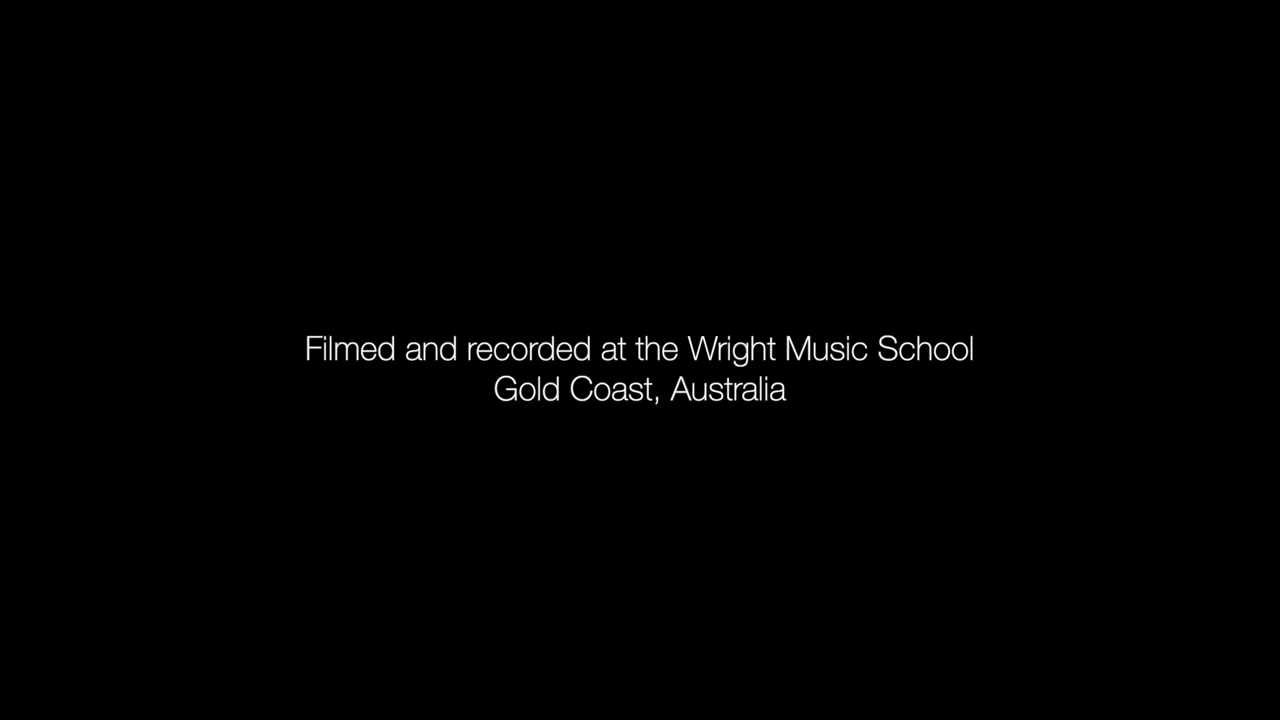 Filmed and recorded at the Wright Music School
Gold Coast, Australia